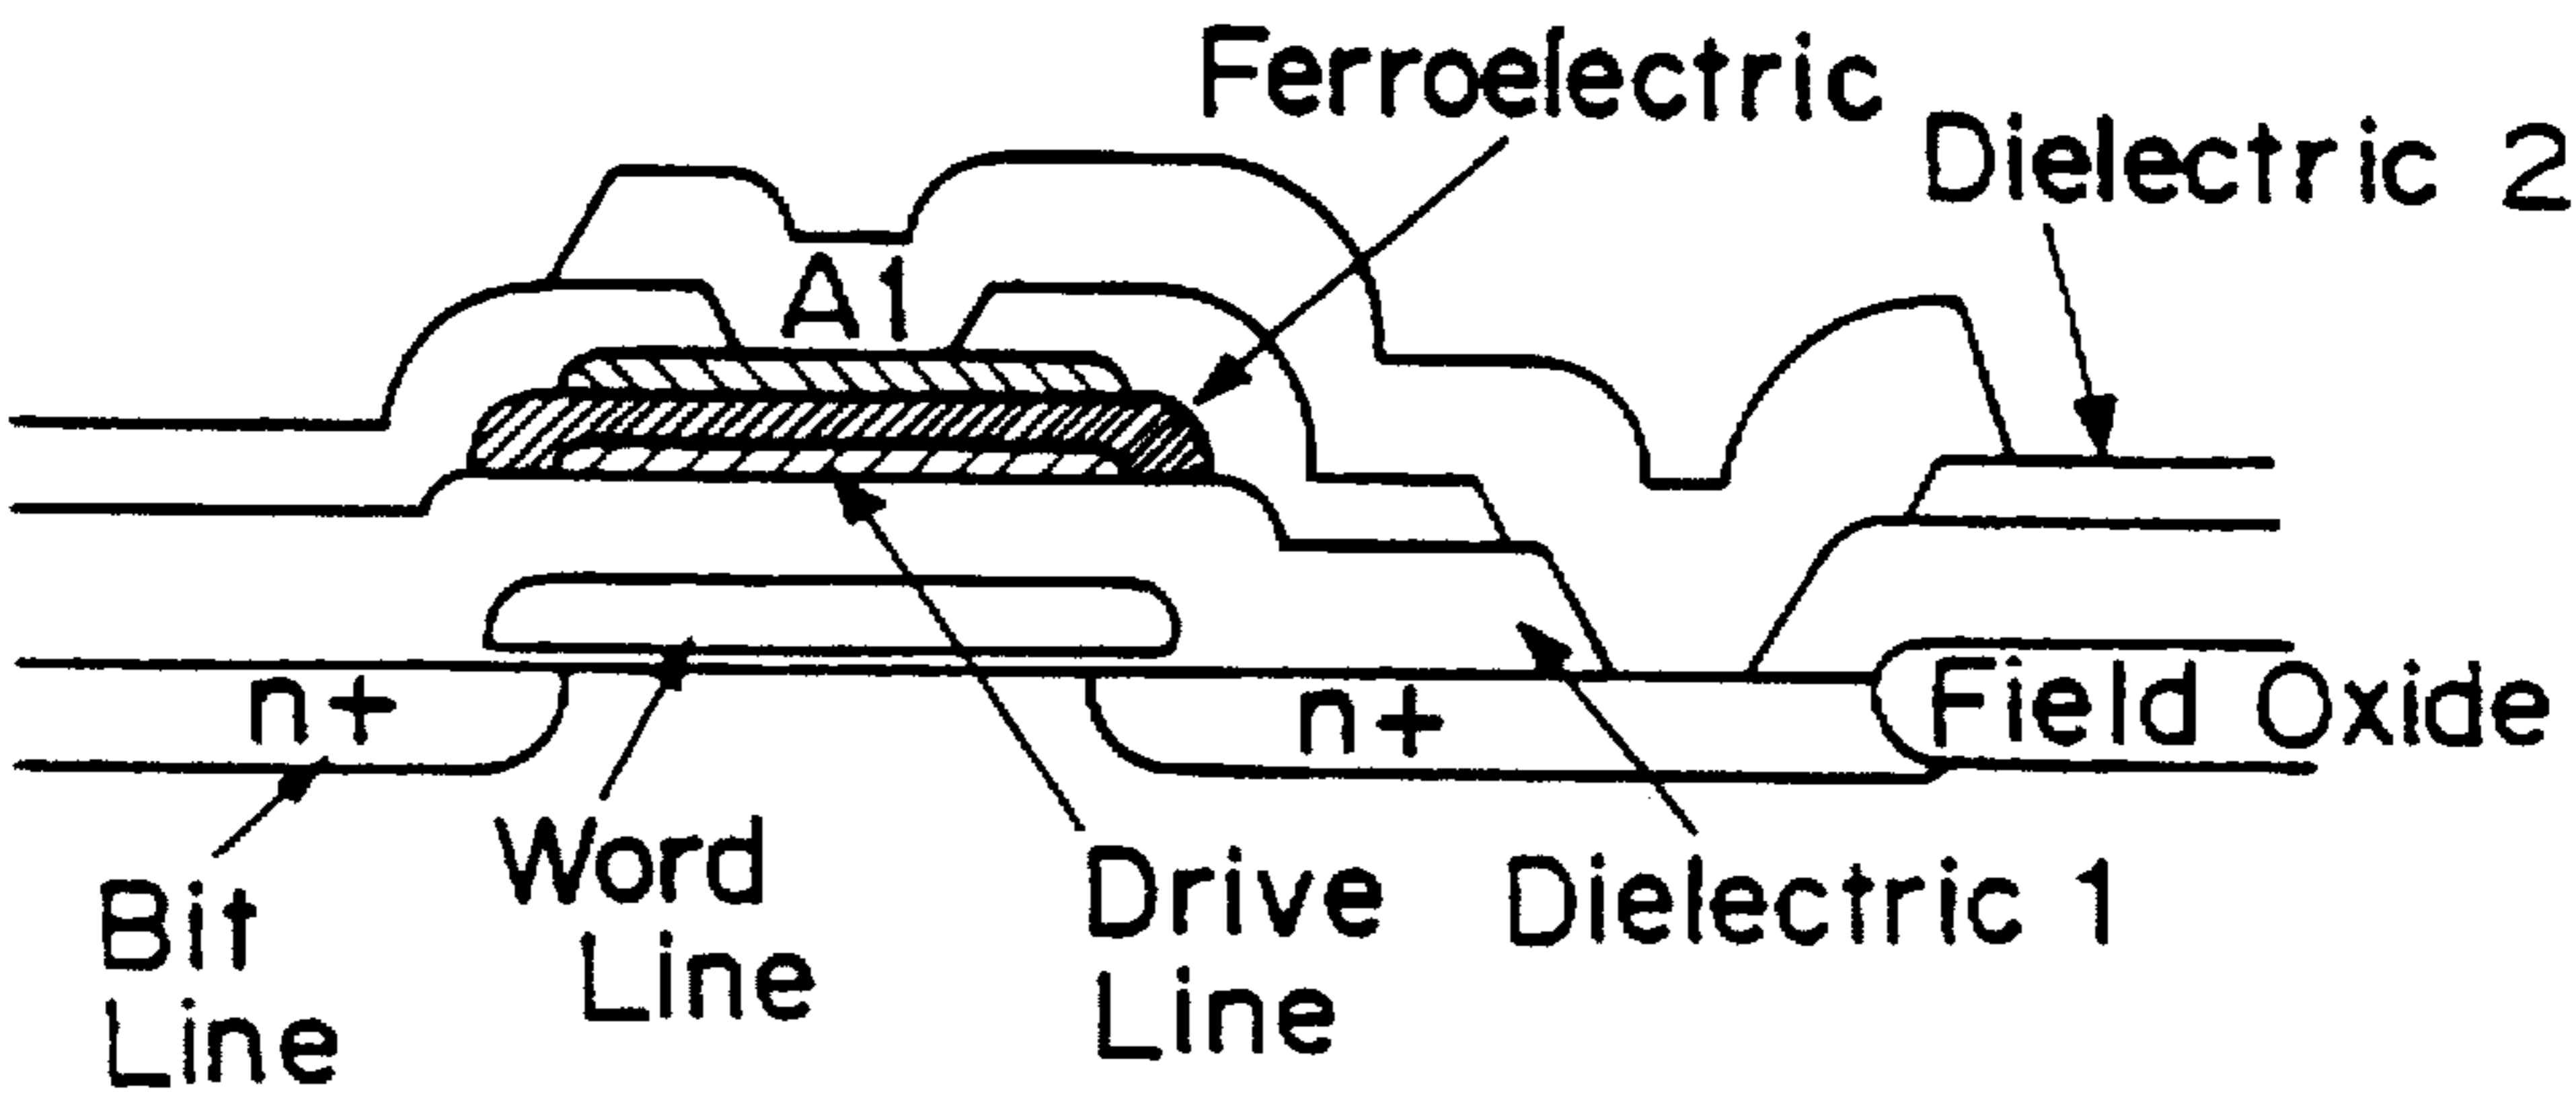 Ferroelectric
Dielectric 2
A1
n+
n+
Field Oxide
Bit
Line
Word
Line
Drive
Line
Dielectric 1